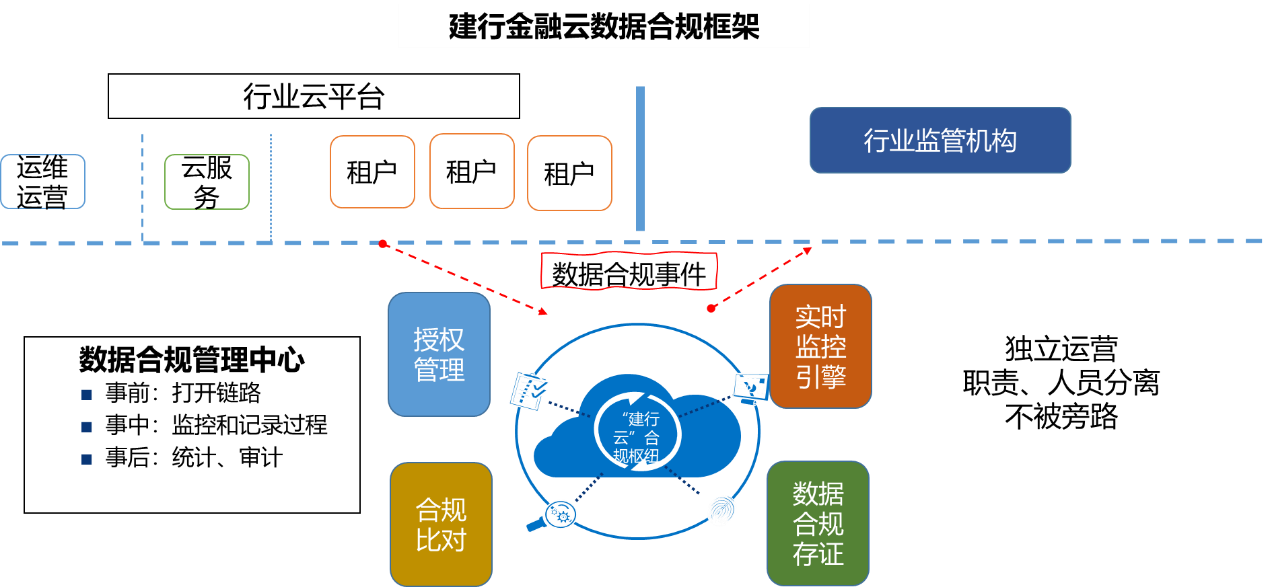 建行金融云数据合规框架
行业云平台
行业监管机构
运维
运营
云服
务
租户
租户
租户
数据合规事件
授权
管理
实时
监控
引擎
数据合规管理中心
事前：打开链路
事中：监控和记录过程
事后：统计、审计
独立运营
职责、人员分离
不被旁路
“建行
云”合
规枢纽
合规
比对
数据
合规
存证